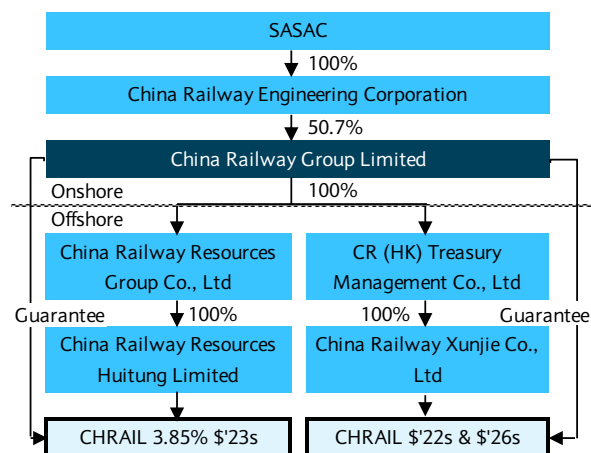 SASAC
100%
China Railway Engineering Corporation
50.7%
China Railway Group Limited
Onshore
100%
Offshore
China Railway Resources
Group Co., Ltd
CR (HK) Treasury
Management Co., Ltd
Guarantee
100%
100%
Guarantee
China Railway Resources
Huitung Limited
China Railway Xunjie Co.,
Ltd
CHRAIL 3.85% $'23s
CHRAIL $'22s & $'26s